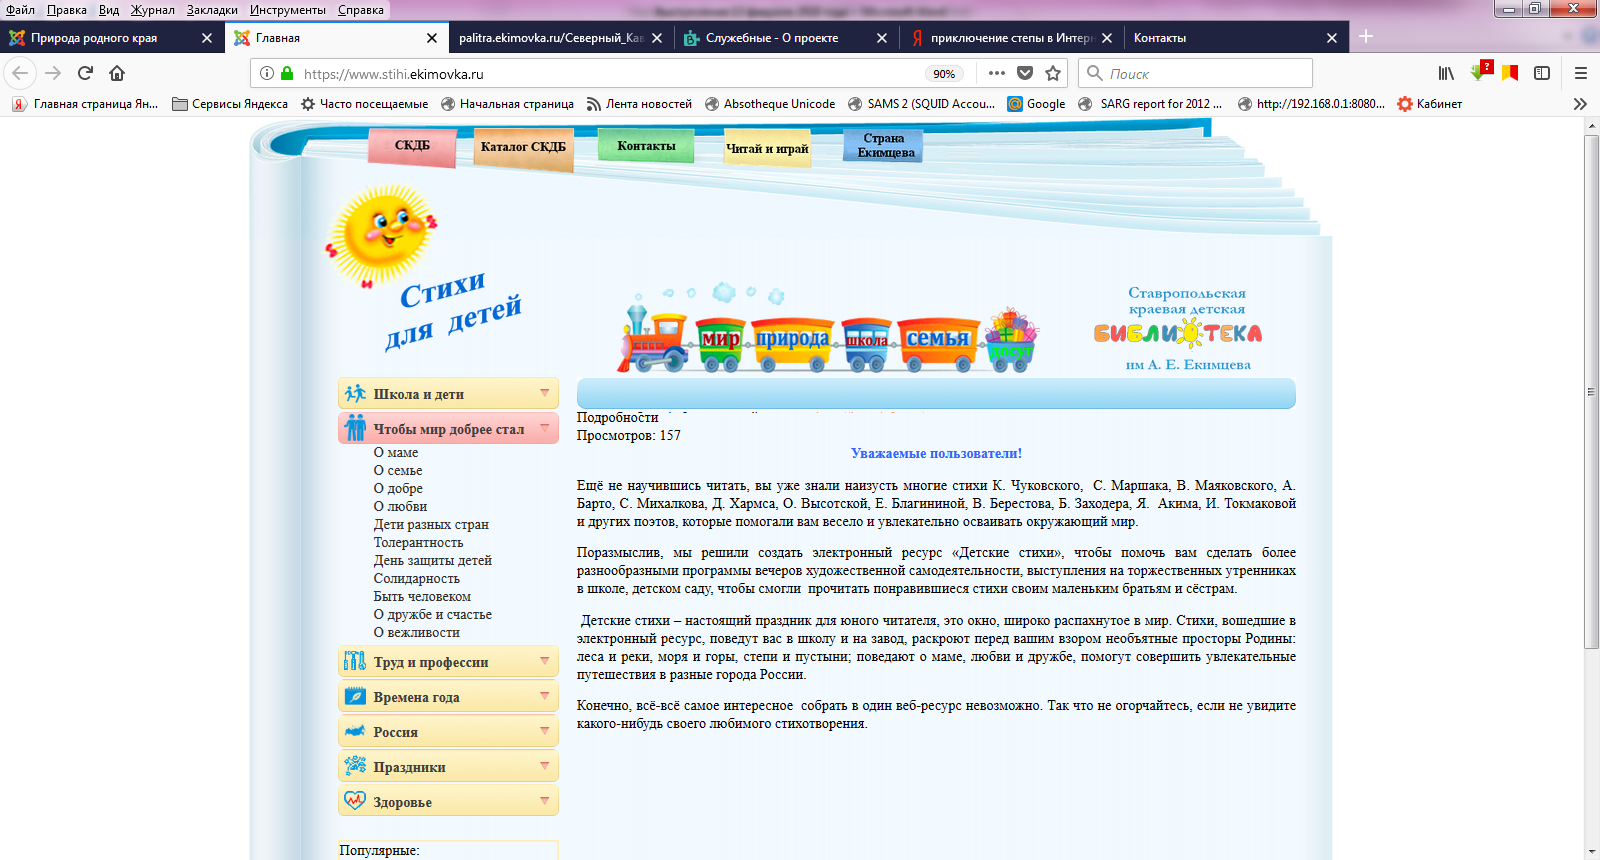 Файл Правка Вид Журнал Закладки Инструменты Справка
Природа родного края
Главная
palitra.ekimovka.ru/Северный_Кав
Служебные - О проекте
приключение степы в Интерн
Контакты
https://www.stihi.ekimovka.ru
90%
Поиск
Главная страница Ян...
Сервисы Яндекса
Часто посещаемые
Начальная страница
Лента новостей
Absotheque Unicode
SAMS 2 (SQUID Accou...
Google
SARG report for 2012 ...
http://192.168.0.1:8080...
Кабинет
СКДБ
Каталог СКДБ
Контакты
Читай и играй
Страна
Екимцева
Стихи
для детей
мир
природа
школа
семья
досуг
Ставропольская
краевая детская
БИБЛИОТЕКА
им А. Е. Екимцева
Школа и дети
Чтобы мир добрее стал
О маме
О семье
О добре
О любви
Дети разных стран
Толерантность
День защиты детей
Солидарность
Быть человеком
О дружбе и счастье
О вежливости
Труд и профессии
Времена года
Россия
Праздники
Здоровье
Популярные:
Подробности
Просмотров: 157
Уважаемые пользователи!
Ещё не научившись читать, вы уже знали наизусть многие стихи К. Чуковского, С. Маршака, В. Маяковского, А.
Барто, С. Михалкова, Д. Хармса, О. Высотской, Е. Благининой, В. Берестова, Б. Заходера, Я. Акима, И. Токмаковой
и других поэтов, которые помогали вам весело и увлекательно осваивать окружающий мир.
Поразмыслив, мы решили создать электронный ресурс «Детские стихи», чтобы помочь вам сделать более
разнообразными программы вечеров художественной самодеятельности, выступления на торжественных утренниках
в школе, детском саду, чтобы смогли прочитать понравившиеся стихи своим маленьким братьям и сёстрам.
Детские стихи – настоящий праздник для юного читателя, это окно, широко распахнутое в мир. Стихи, вошедшие в
электронный ресурс, поведут вас в школу и на завод, раскроют перед вашим взором необъятные просторы Родины:
леса и реки, моря и горы, степи и пустыни; поведают о маме, любви и дружбе, помогут совершить увлекательные
путешествия в разные города России.
Конечно, всё-всё самое интересное собрать в один веб-ресурс невозможно. Так что не огорчайтесь, если не увидите
какого-нибудь своего любимого стихотворения.